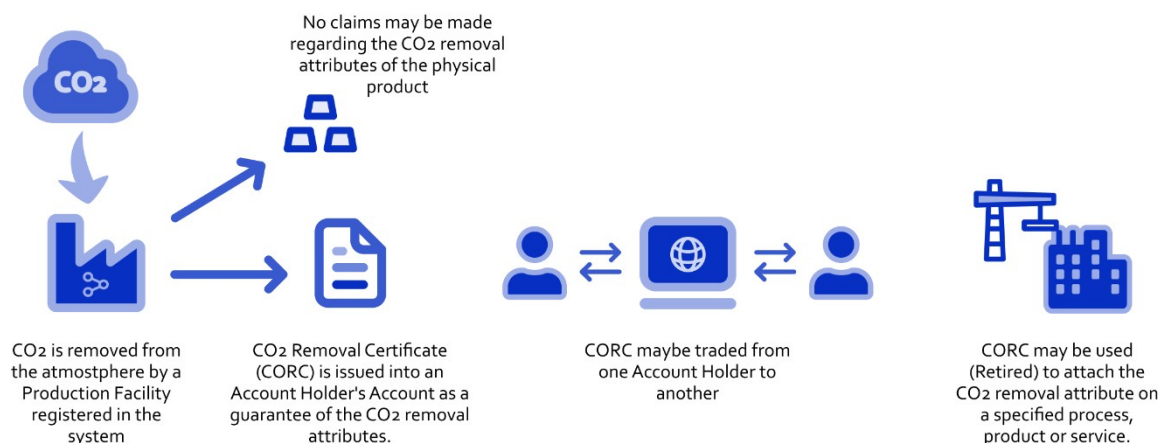 No claims may be made
regarding the CO2 removal
attributes of the physical
product
CO2
CO2 is removed from
the atmostphere by a
Production Facility
registered in the
system
CO2 Removal Certificate
(CORC) is issued into an
Account Holder's Account as a
guarantee of the CO2 removal
attributes.
CORC maybe traded from
one Account Holder to
another
CORC may be used
(Retired) to attach the
CO2 removal attribute on
a specified process,
product or service.